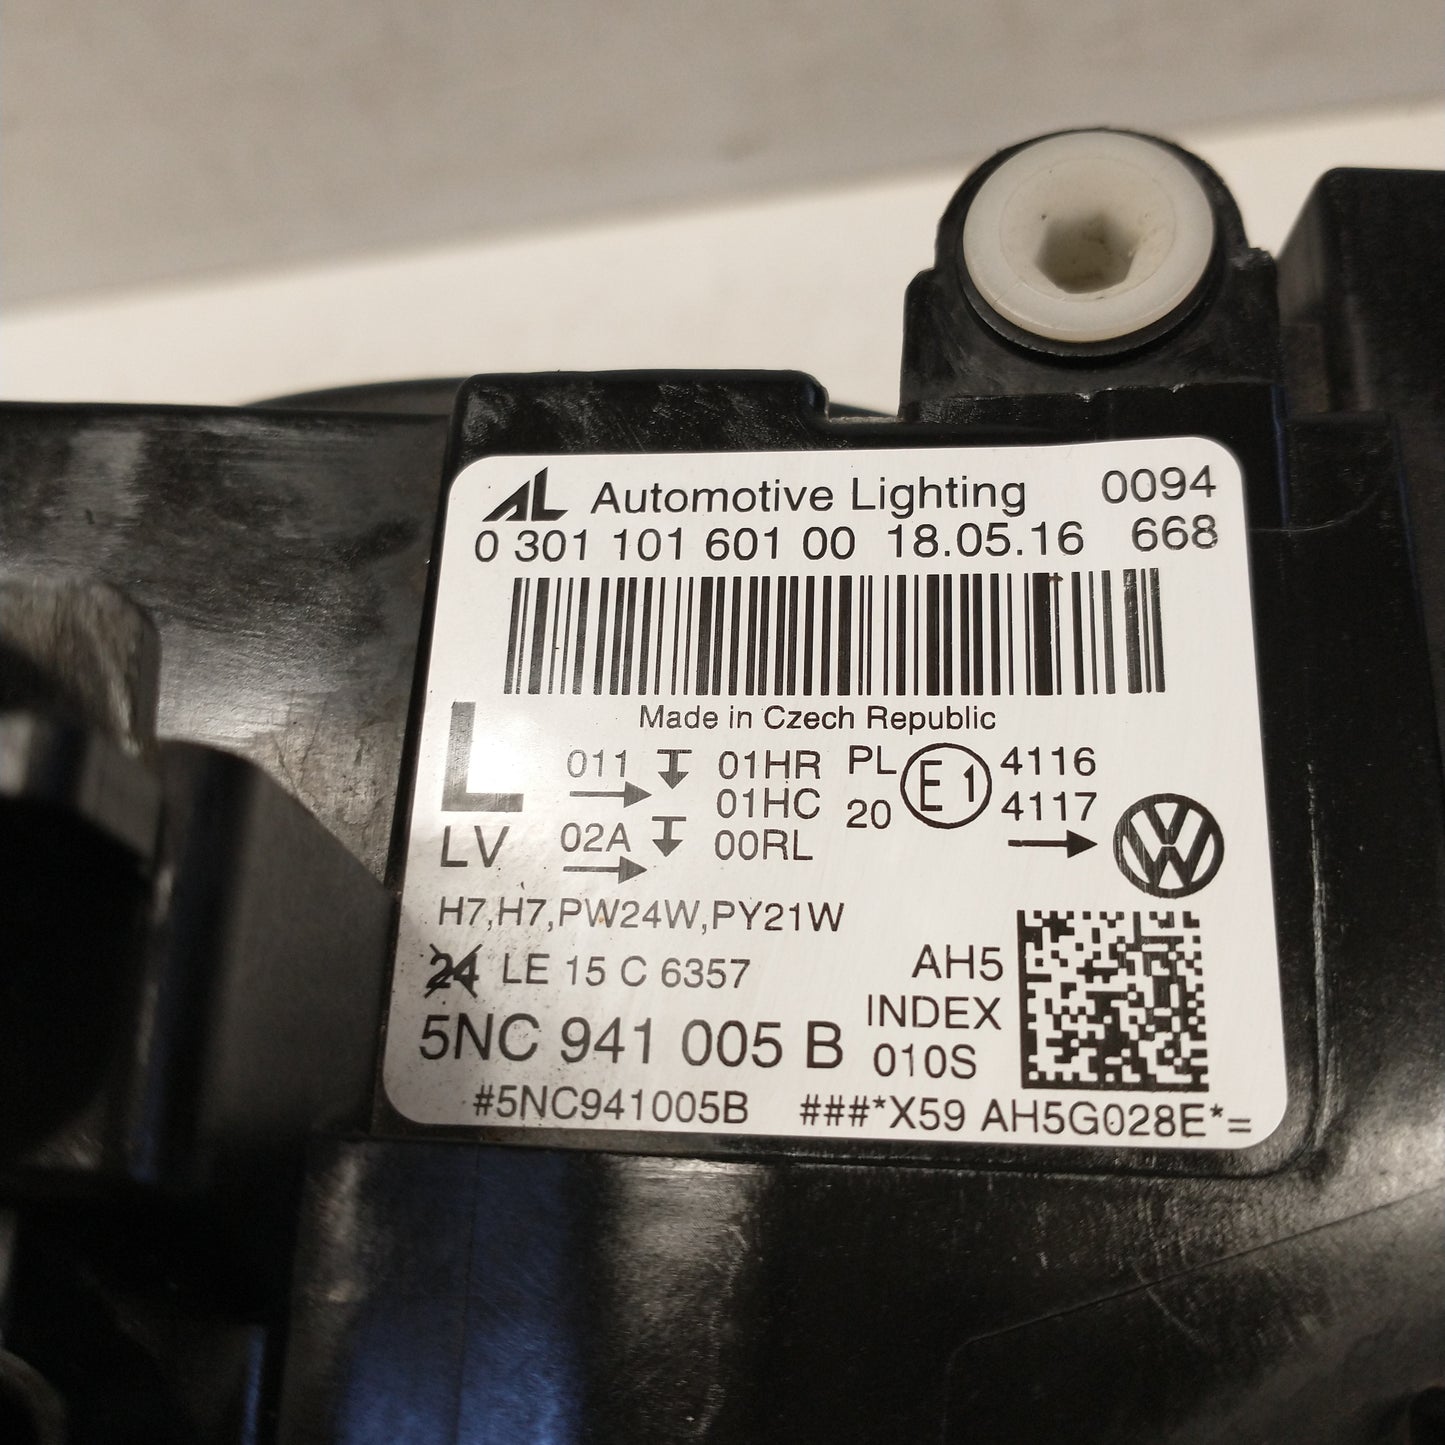 AL Automotive Lighting 0094
0 301 101 601 00 18.05.16 668
Made in Czech Republic
L 011 01HR PL E1 4116
01HC 20 4117
LV 02A 00RL
H7,H7,PW24W,PY21W
24 LE 15 C 6357 AH5
INDEX
5NC 941 005 B 010S
#5NC941005B ###*X59 AH5G028E*=